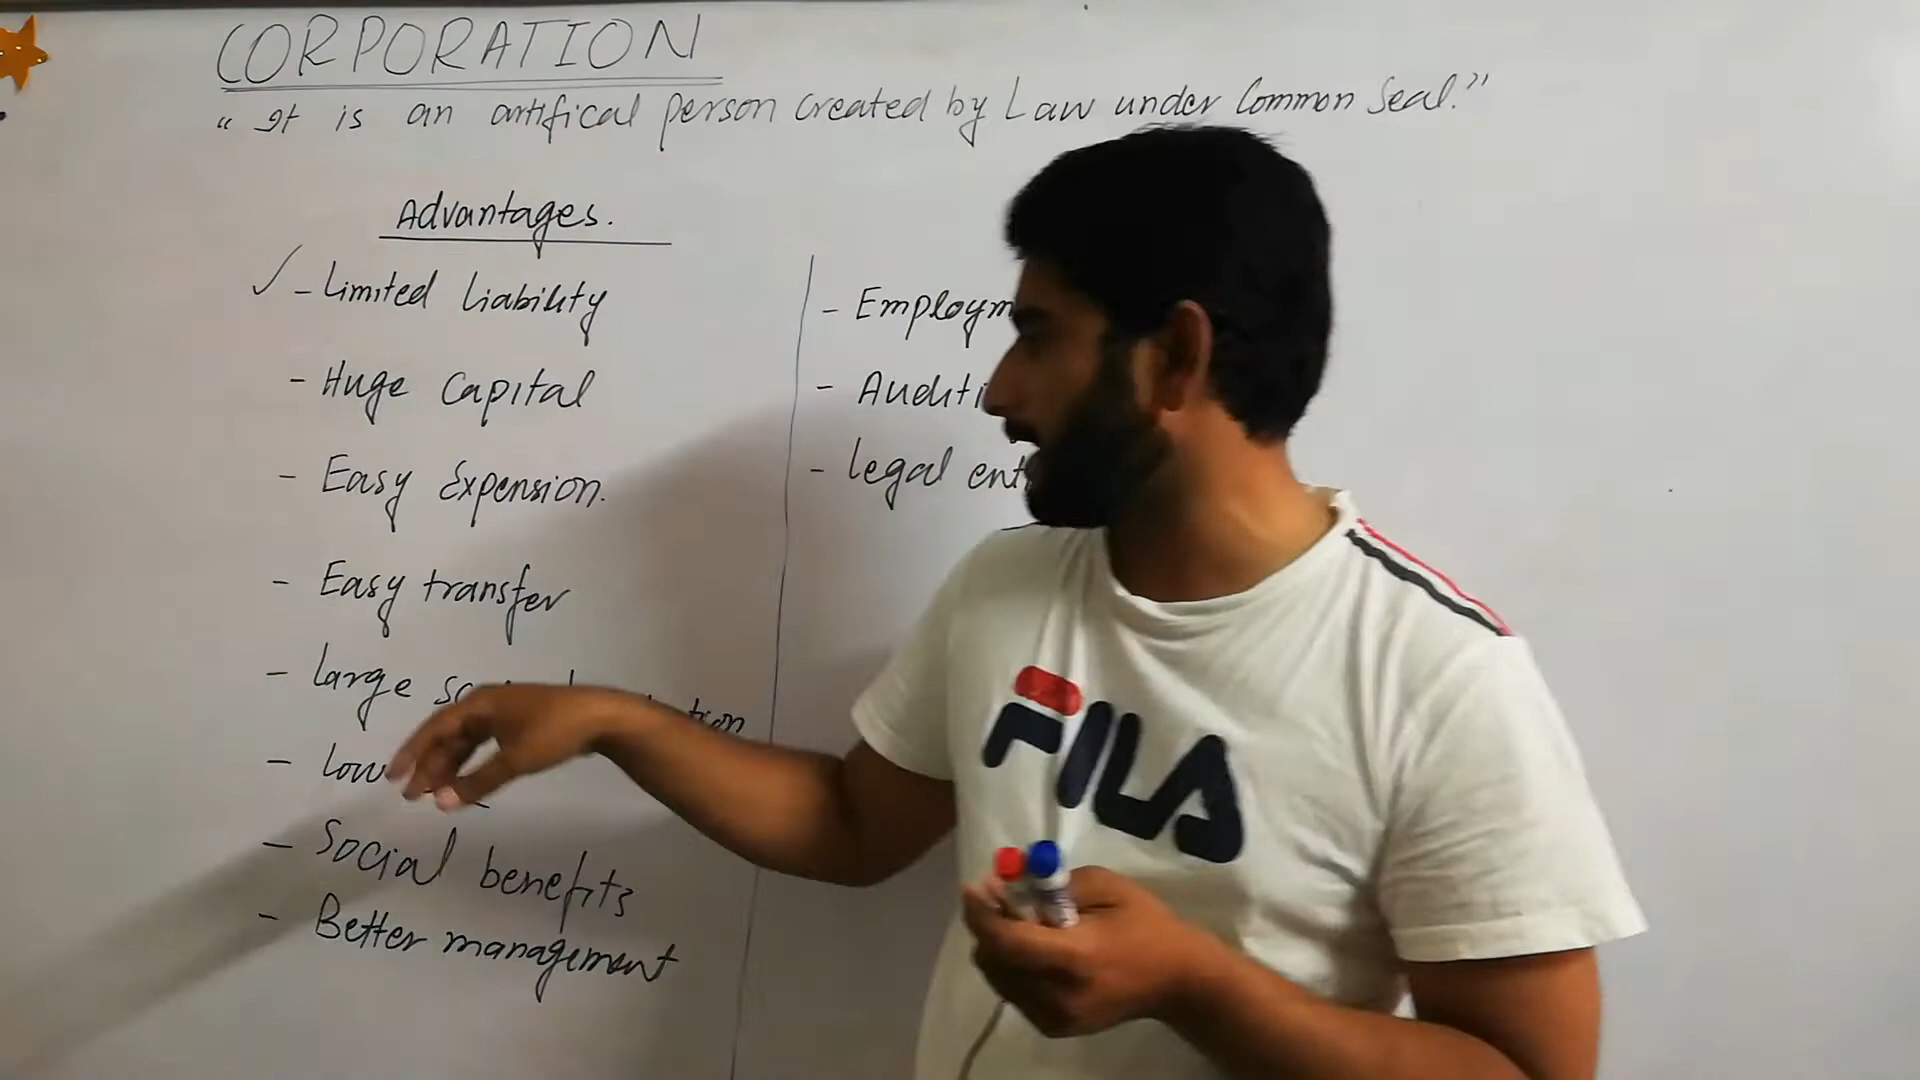 CORPORATION
"It is an artifical person created by Law under Common Seal."
Advantages.
✓ - Limited Liability
- Huge Capital
- Easy Expension.
- Easy transfer
- Large
- Low
- Social benefits
- Better management
- Employm
- Auditi
- legal ent
FILA